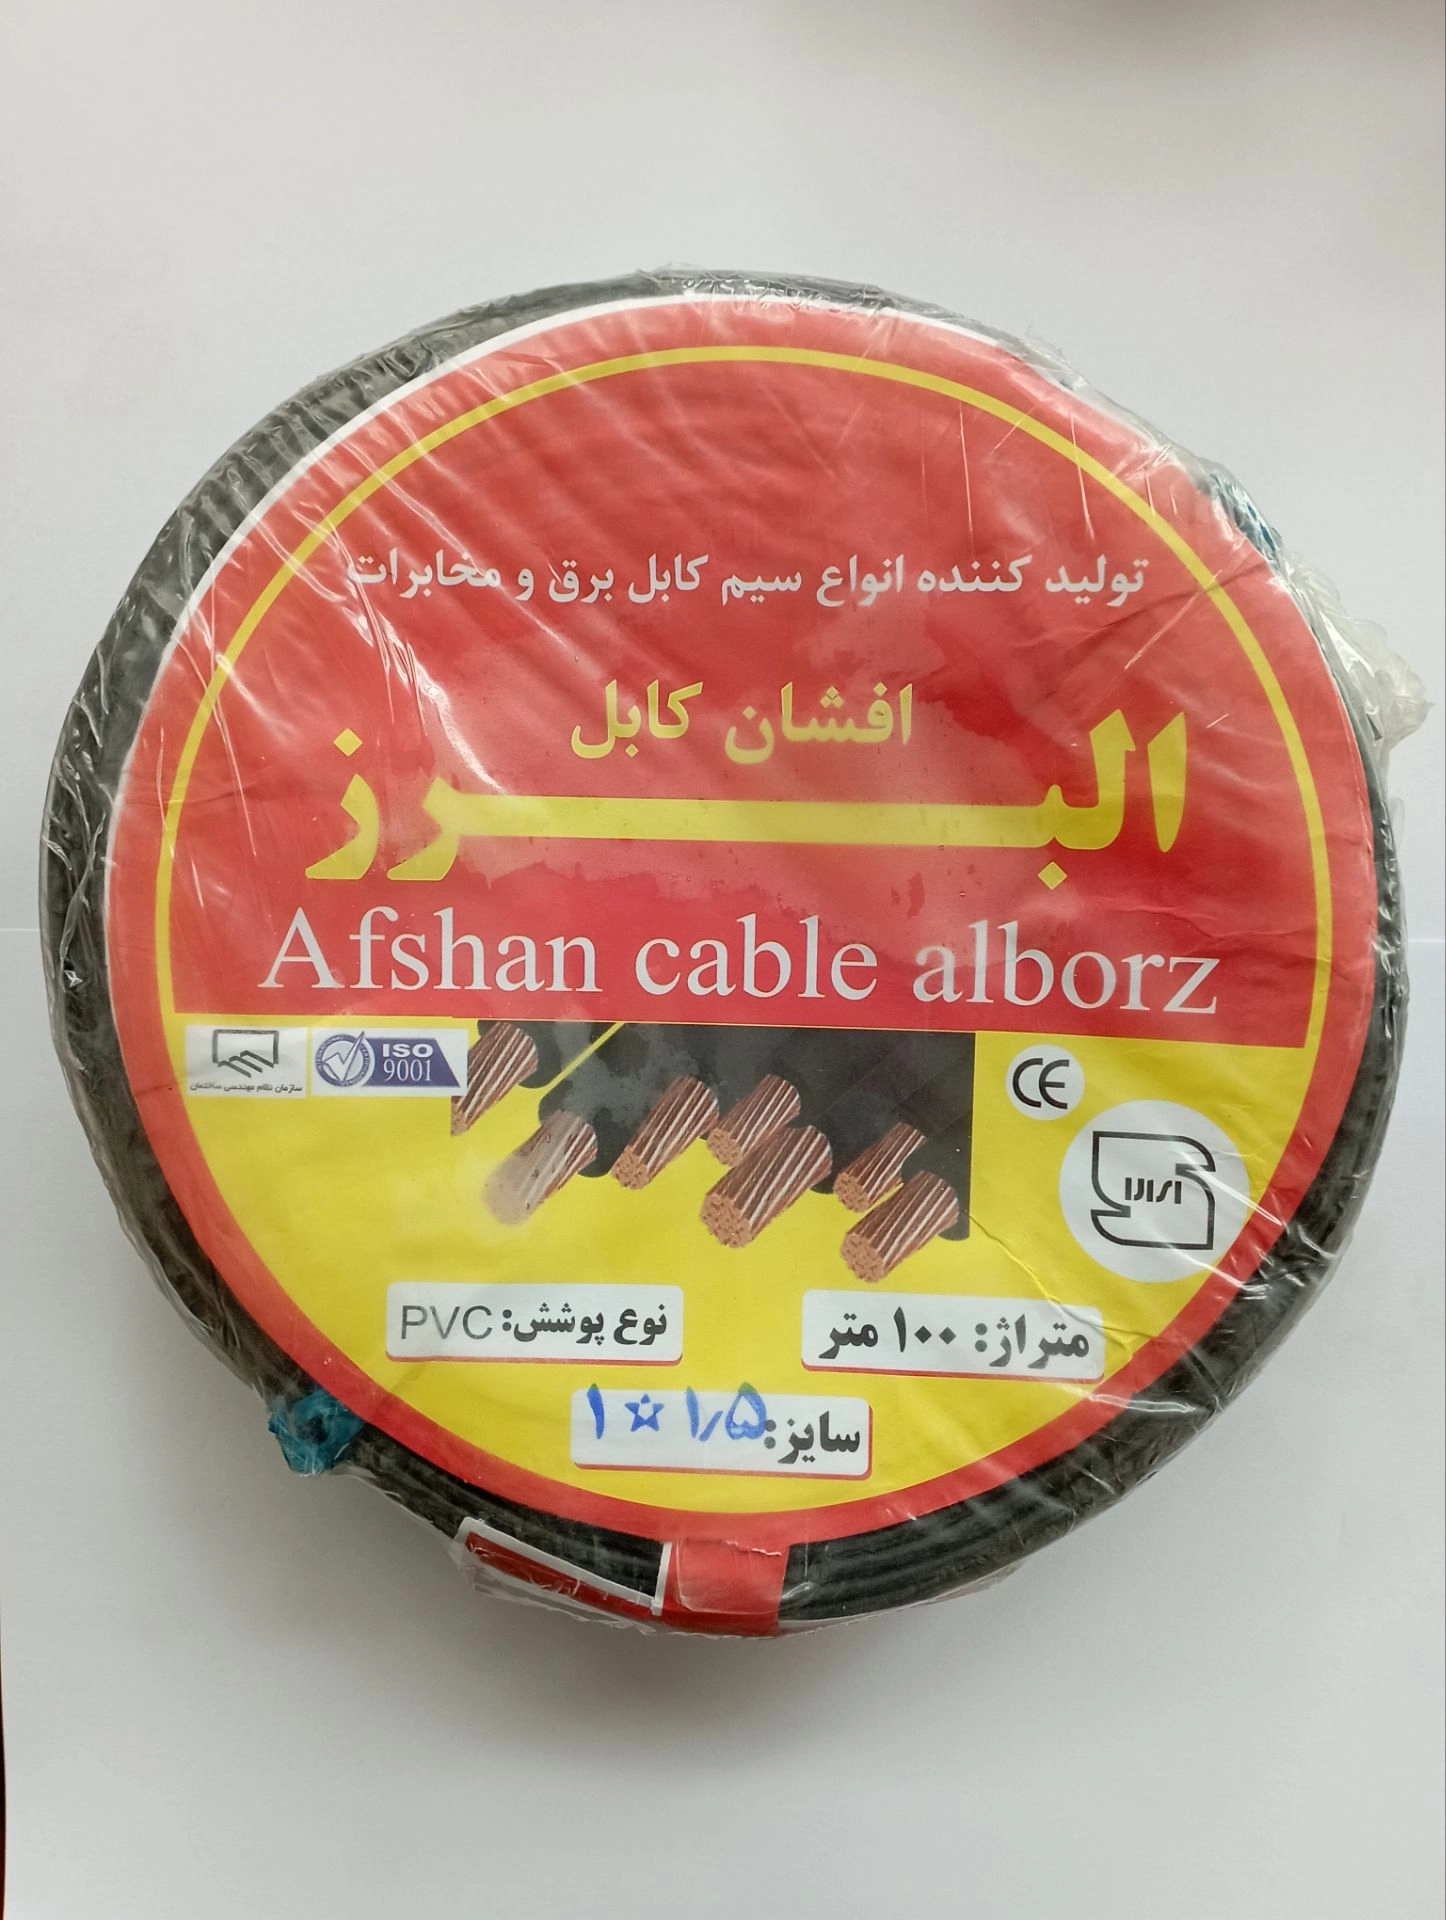 تولید کننده انواع سیم کابل برق و مخابرات
افشان کابل
البرز
Afshan cable alborz
سازمان نظام مهندسی ساختمان
ISO
9001
CE
نوع پوشش: PVC
متراژ: ۱۰۰ متر
سایز: ۱٫۵ ☆ ۱